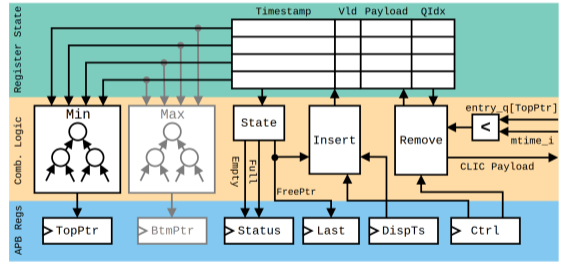 Timestamp Vld Payload QIdx
Register State
Min Max
State
Insert
Remove
<
entry_q[TopPtr]
mtime_i
CLIC Payload
Comb. Logic
Empty
Full
FreePtr
APB Regs
TopPtr BtmPtr Status Last DispTs Ctrl